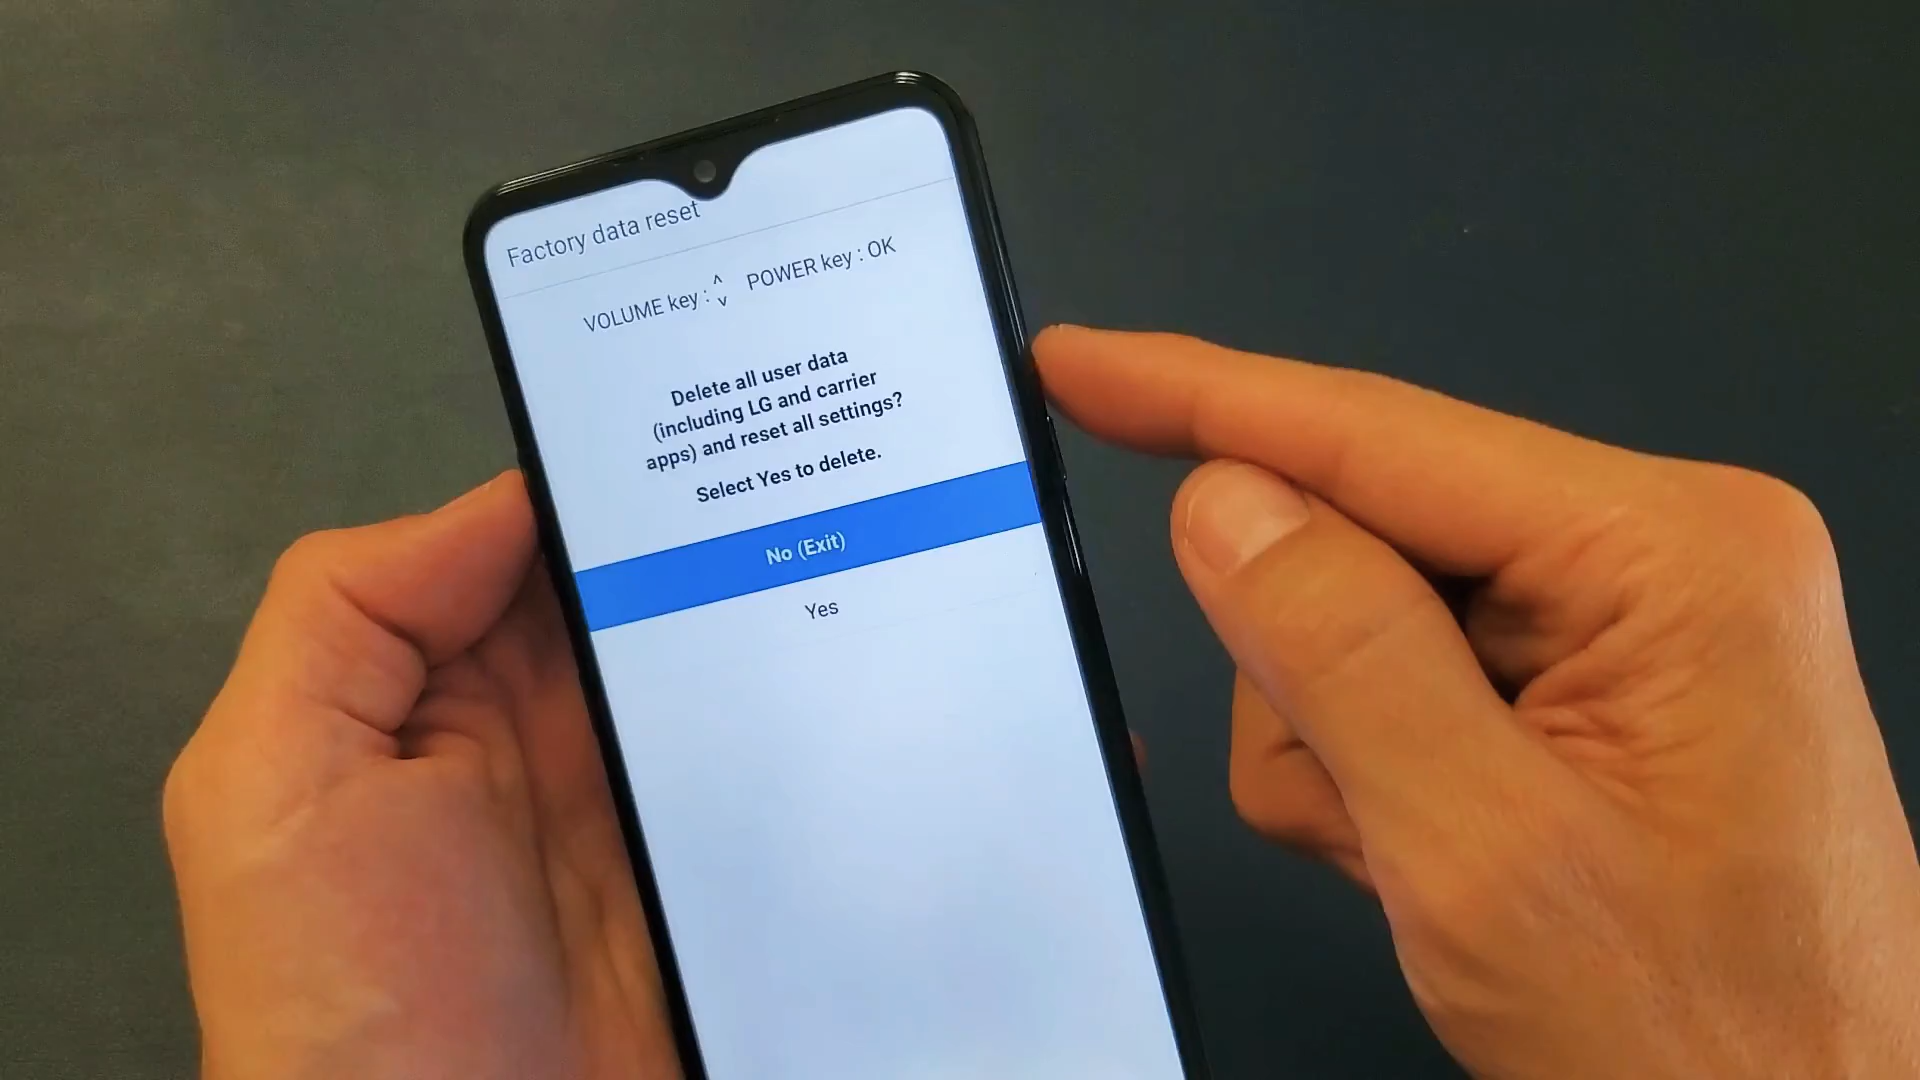 Factory data reset
VOLUME key : ^ v POWER key : OK
Delete all user data
(including LG and carrier
apps) and reset all settings?
Select Yes to delete.
No (Exit)
Yes